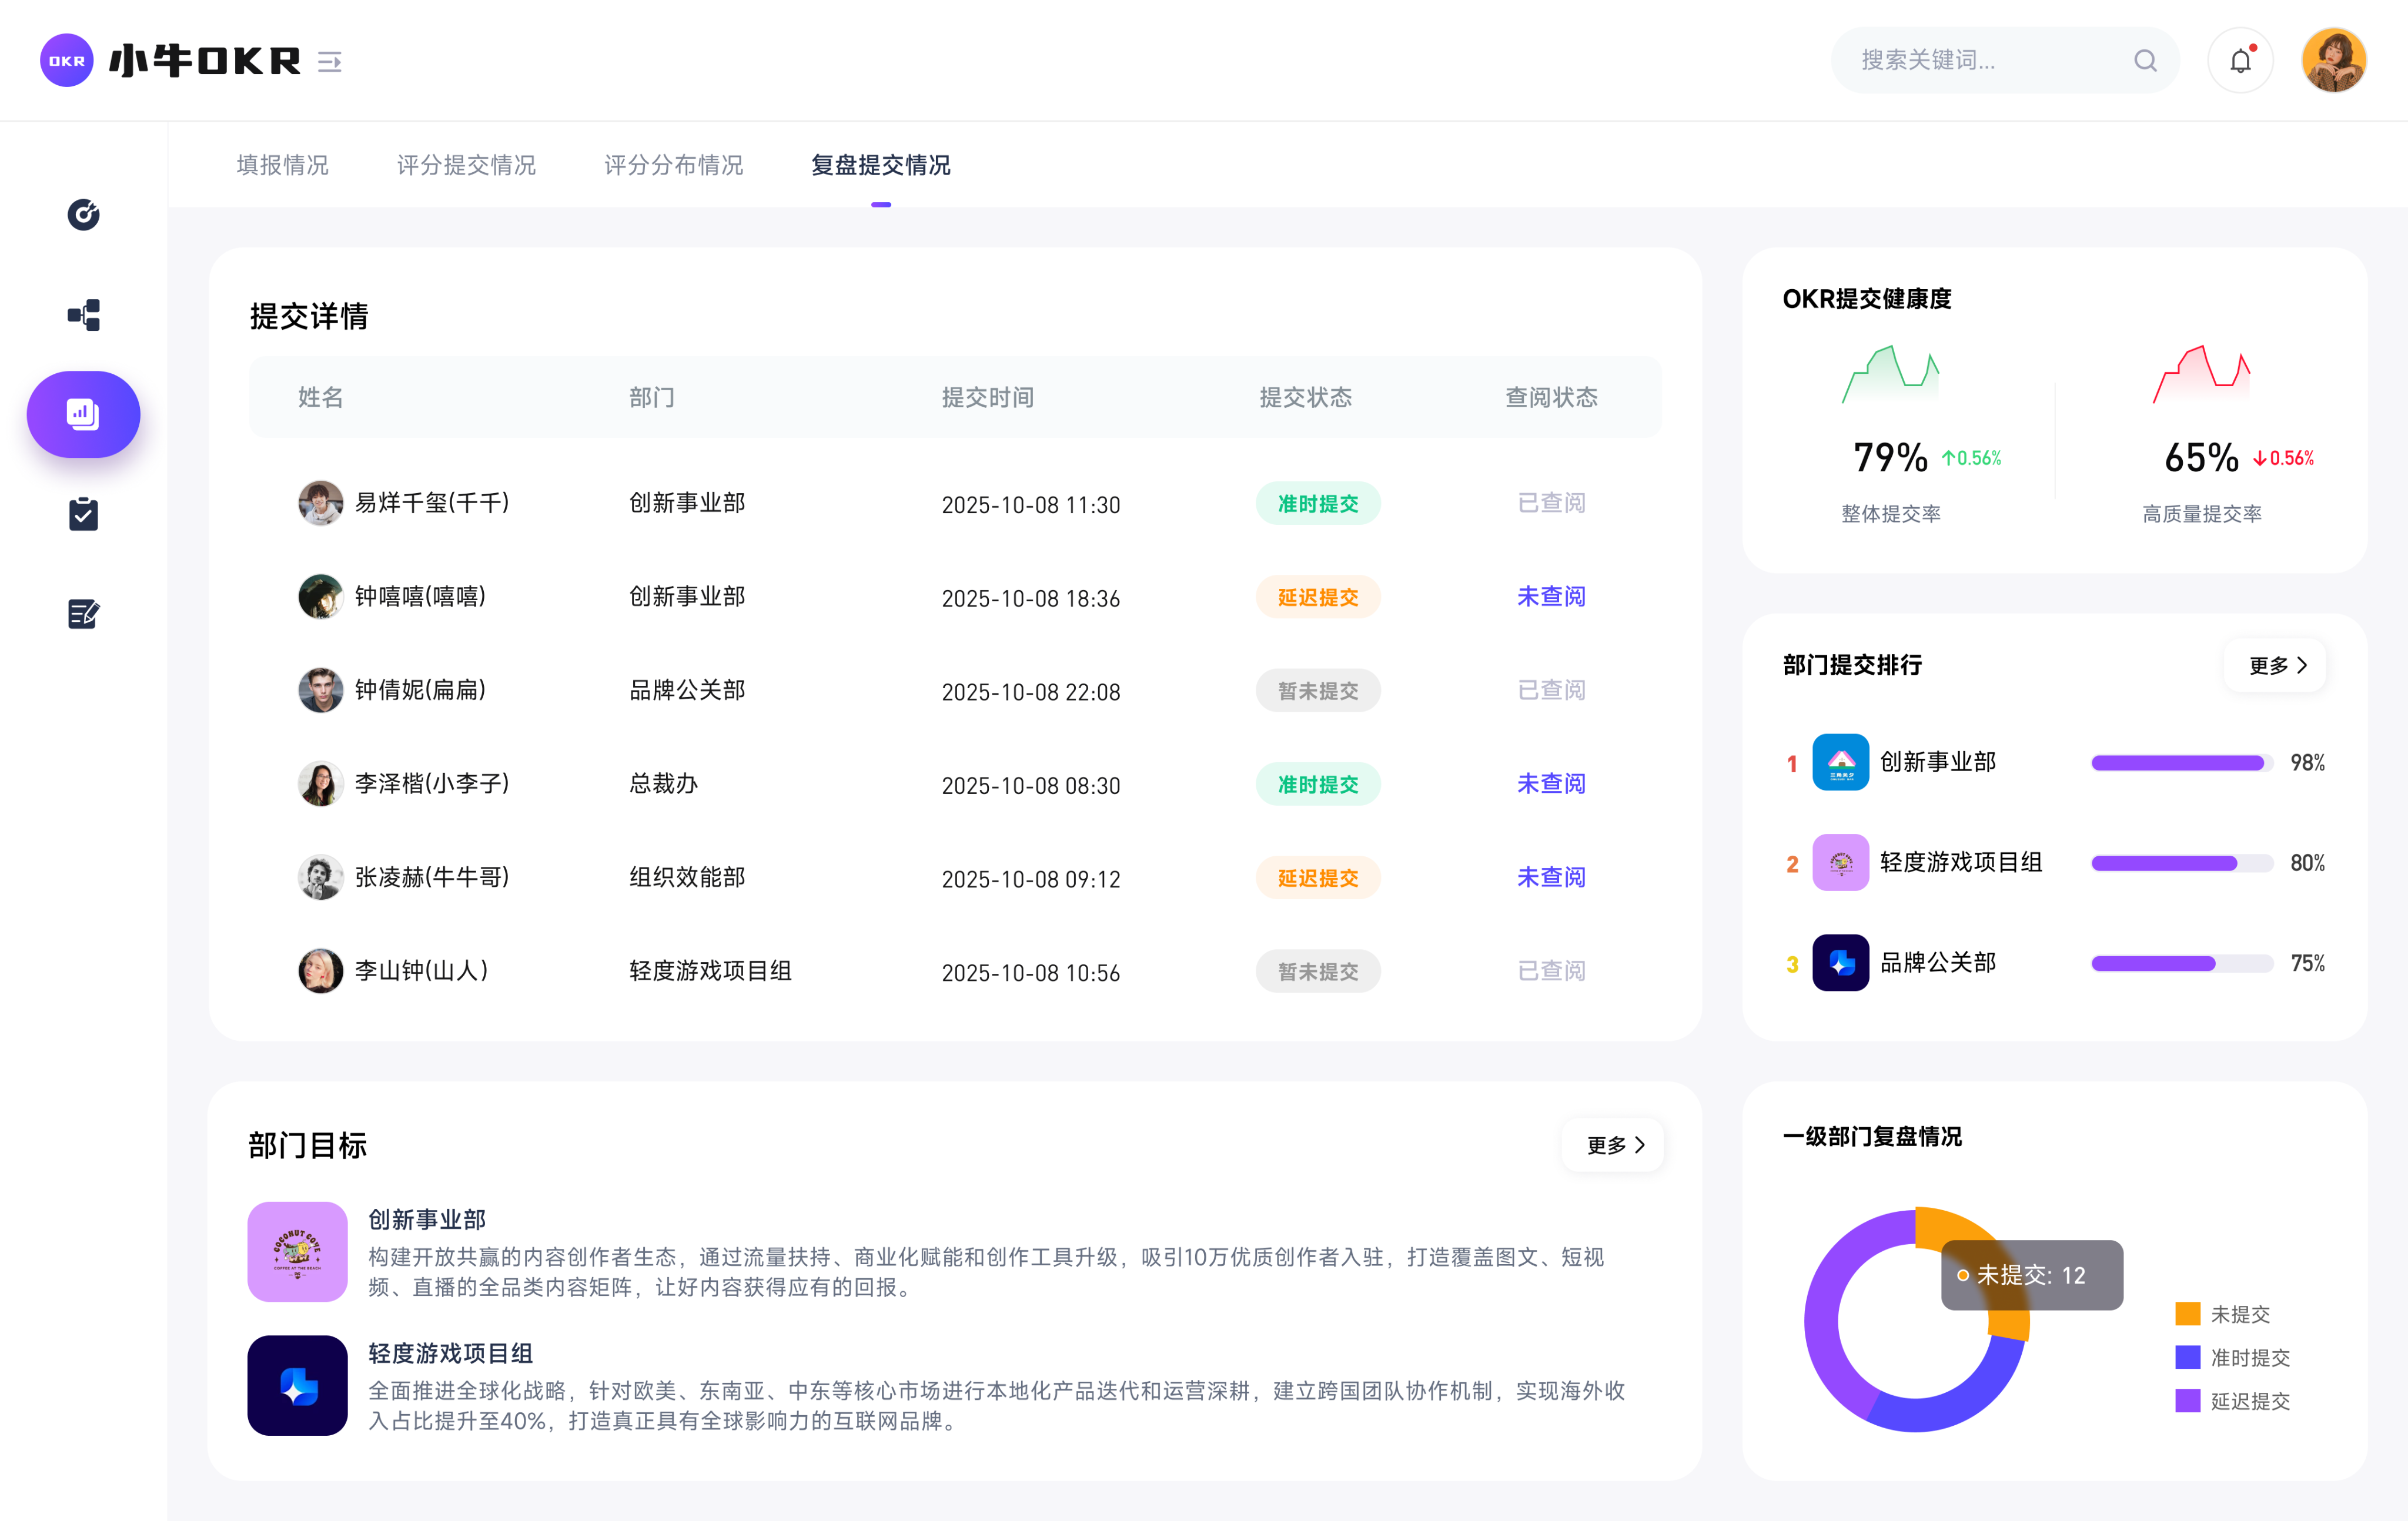 OKR 小牛OKR
搜索关键词...
填报情况 评分提交情况 评分分布情况 复盘提交情况
提交详情
姓名 部门 提交时间 提交状态 查阅状态
易烊千玺(千千) 创新事业部 2025-10-08 11:30 准时提交 已查阅
钟嘻嘻(嘻嘻) 创新事业部 2025-10-08 18:36 延迟提交 未查阅
钟倩妮(扁扁) 品牌公关部 2025-10-08 22:08 暂未提交 已查阅
李泽楷(小李子) 总裁办 2025-10-08 08:30 准时提交 未查阅
张凌赫(牛牛哥) 组织效能部 2025-10-08 09:12 延迟提交 未查阅
李山钟(山人) 轻度游戏项目组 2025-10-08 10:56 暂未提交 已查阅
OKR提交健康度
79% 0.56% 65% 0.56%
整体提交率 高质量提交率
部门提交排行 更多
1 创新事业部 98%
2 轻度游戏项目组 80%
3 品牌公关部 75%
部门目标 更多
COCONUT COVE
COFFEE AT THE BEACH
创新事业部
构建开放共赢的内容创作者生态，通过流量扶持、商业化赋能和创作工具升级，吸引10万优质创作者入驻，打造覆盖图文、短视
频、直播的全品类内容矩阵，让好内容获得应有的回报。
轻度游戏项目组
全面推进全球化战略，针对欧美、东南亚、中东等核心市场进行本地化产品迭代和运营深耕，建立跨国团队协作机制，实现海外收
入占比提升至40%，打造真正具有全球影响力的互联网品牌。
一级部门复盘情况
未提交: 12
未提交
准时提交
延迟提交